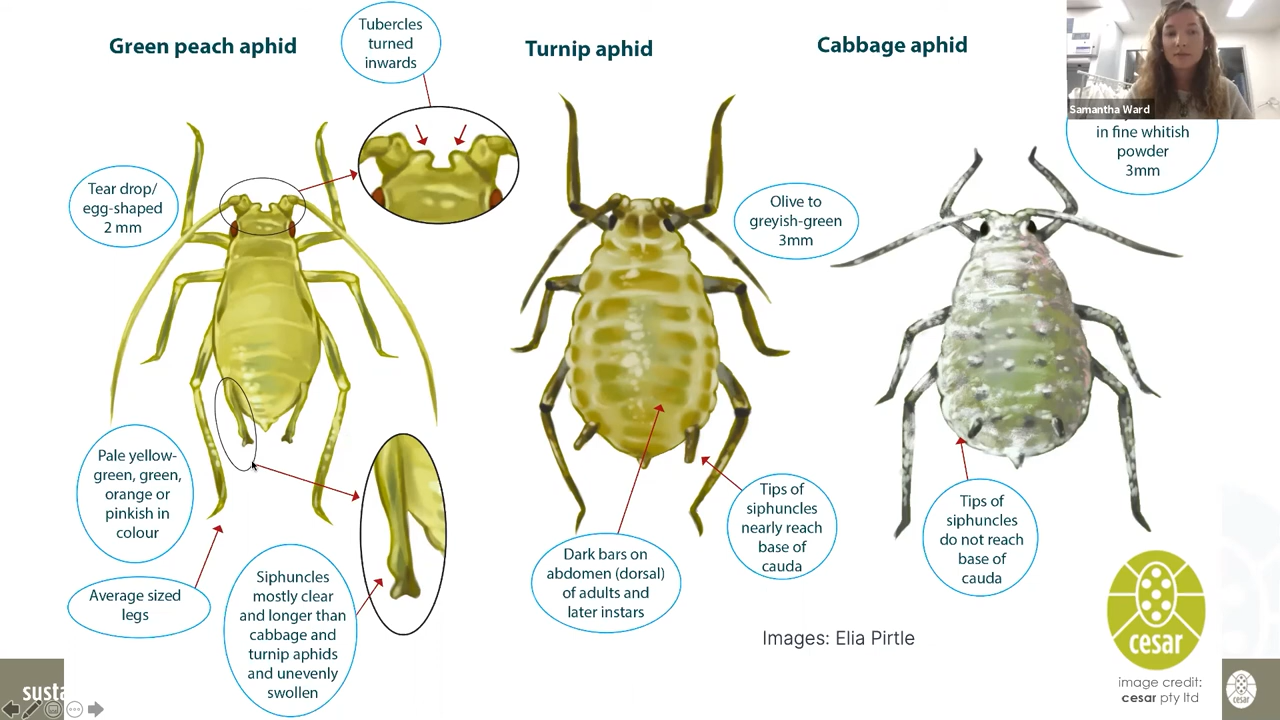 Green peach aphid
Tubercles
turned
inwards
Turnip aphid
Cabbage aphid
Samantha Ward
in fine whitish
powder
3mm
Tear drop/
egg-shaped
2 mm
Olive to
greyish-green
3mm
Pale yellow-
green, green,
orange or
pinkish in
colour
Average sized
legs
Siphuncles
mostly clear
and longer than
cabbage and
turnip aphids
and unevenly
swollen
Dark bars on
abdomen (dorsal)
of adults and
later instars
Tips of
siphuncles
nearly reach
base of
cauda
Tips of
siphuncles
do not reach
base of
cauda
Images: Elia Pirtle
cesar
image credit:
cesar pty ltd
susta